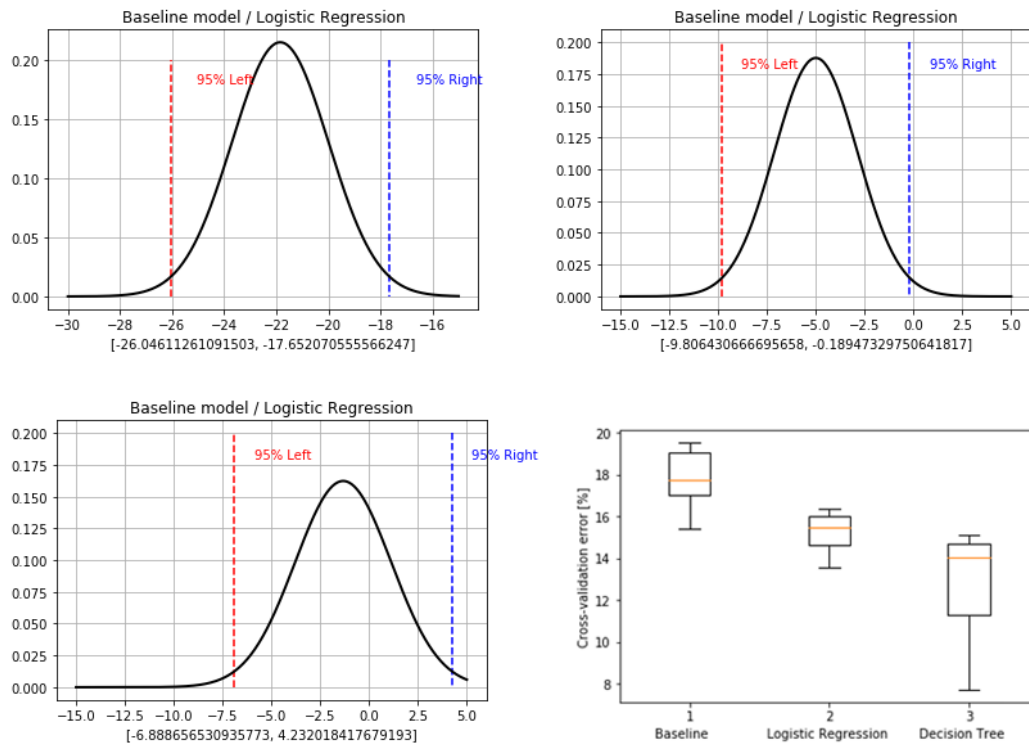 Baseline model / Logistic Regression
0.20
0.15
0.10
0.05
0.00
95% Left
95% Right
−30 −28 −26 −24 −22 −20 −18 −16
[-26.04611261091503, -17.652070555566247]
Baseline model / Logistic Regression
0.200
0.175
0.150
0.125
0.100
0.075
0.050
0.025
0.000
95% Left
95% Right
−15.0 −12.5 −10.0 −7.5 −5.0 −2.5 0.0 2.5 5.0
[-9.806430666695658, -0.18947329750641817]
Baseline model / Logistic Regression
0.200
0.175
0.150
0.125
0.100
0.075
0.050
0.025
0.000
95% Left
95% Right
−15.0 −12.5 −10.0 −7.5 −5.0 −2.5 0.0 2.5 5.0
[-6.888656530935773, 4.232018417679193]
Cross-validation error [%]
20
18
16
14
12
10
8
1 2 3
Baseline Logistic Regression Decision Tree